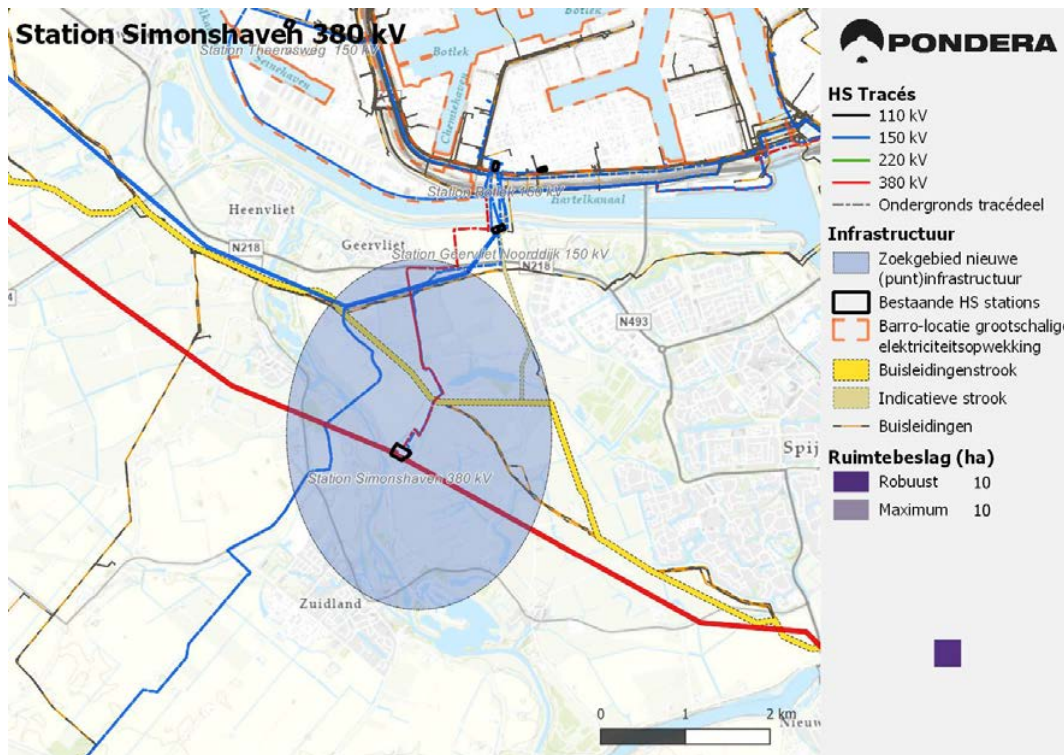 Station Simonshaven 380 kV
Station Theemsweg 150 kV
Botlek
Botlek
Seinehaven
Chemiehaven
Station Botlek 150 kV
Hartelkanaal
Heenvliet
N218
Geervliet
Station Geervliet Noorddijk 150 kV
N218
N493
Spij
Station Simonshaven 380 kV
Zuidland
Nieuw
0 1 2 km
PONDERA
HS Tracés
110 kV
150 kV
220 kV
380 kV
Ondergronds tracédeel
Infrastructuur
Zoekgebied nieuwe
(punt)infrastructuur
Bestaande HS stations
Barro-locatie grootschalige
elektriciteitsopwekking
Buisleidingenstrook
Indicatieve strook
Buisleidingen
Ruimtebeslag (ha)
Robuust 10
Maximum 10